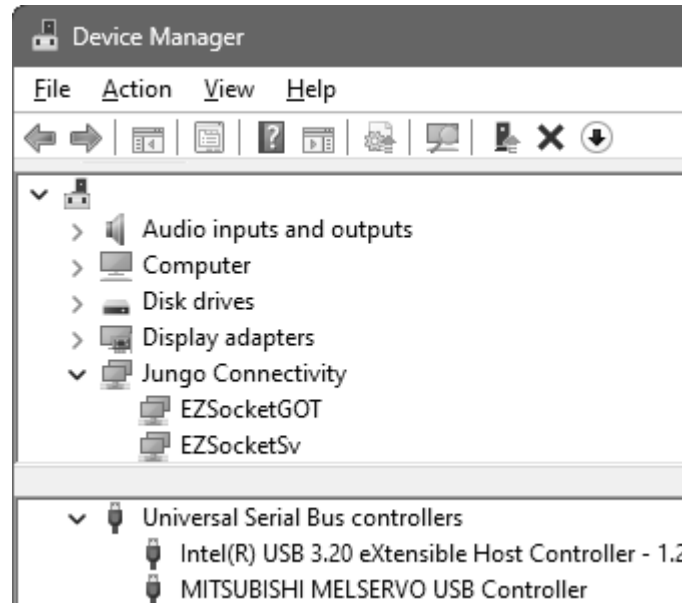 Device Manager
File Action View Help
Audio inputs and outputs
Computer
Disk drives
Display adapters
Jungo Connectivity
EZSocketGOT
EZSocketSv
Universal Serial Bus controllers
Intel(R) USB 3.20 eXtensible Host Controller - 1.2
MITSUBISHI MELSERVO USB Controller